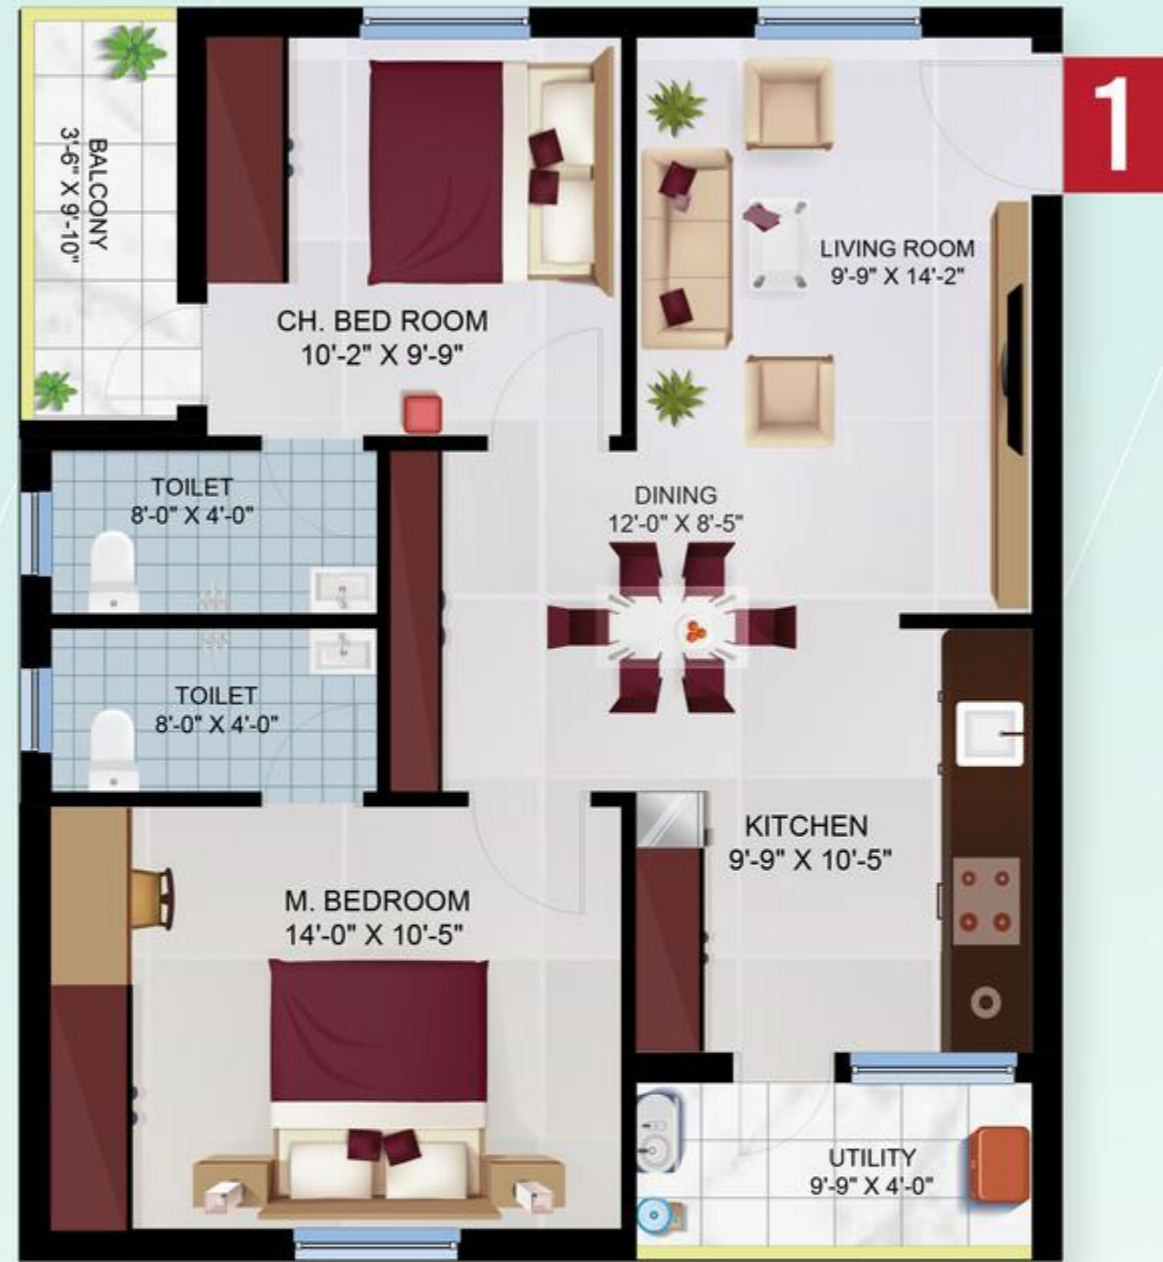 1
BALCONY
3'-6" X 9'-10"
CH. BED ROOM
10'-2" X 9'-9"
LIVING ROOM
9'-9" X 14'-2"
TOILET
8'-0" X 4'-0"
DINING
12'-0" X 8'-5"
TOILET
8'-0" X 4'-0"
M. BEDROOM
14'-0" X 10'-5"
KITCHEN
9'-9" X 10'-5"
UTILITY
9'-9" X 4'-0"